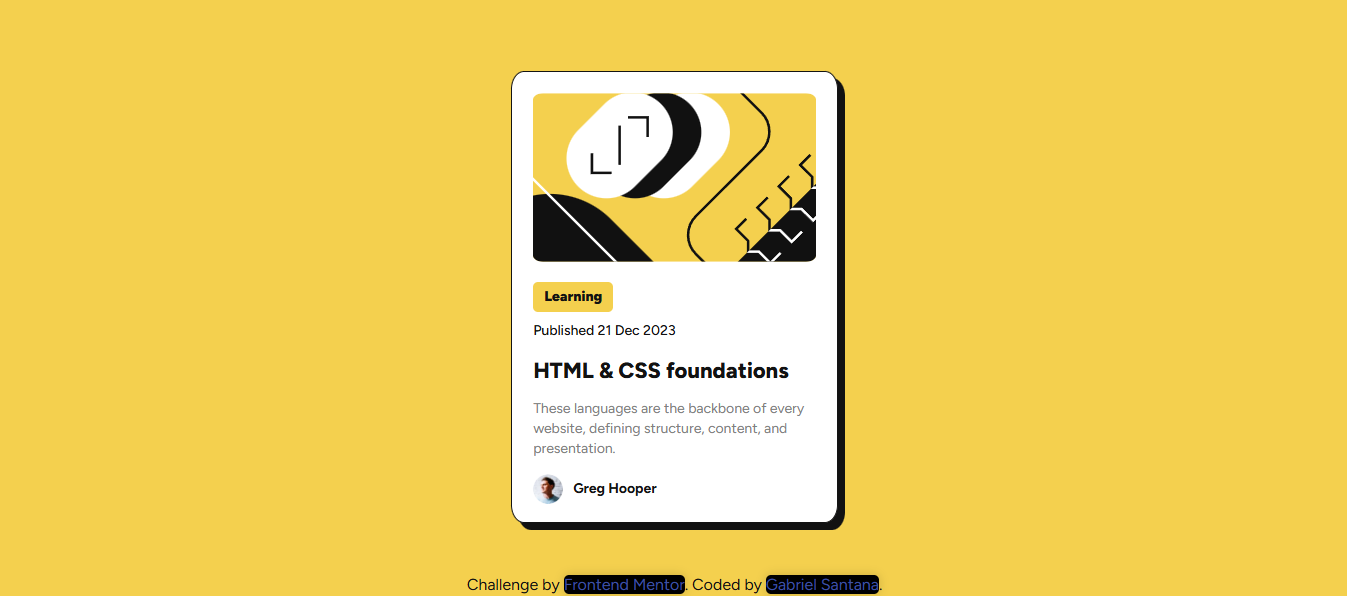 Learning
Published 21 Dec 2023
HTML & CSS foundations
These languages are the backbone of every
website, defining structure, content, and
presentation.
Greg Hooper
Challenge by Frontend Mentor. Coded by Gabriel Santana.